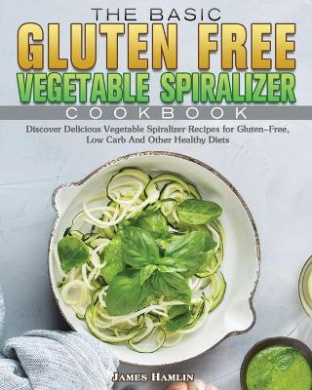 THE BASIC
GLUTEN FREE
VEGETABLE SPIRALIZER
COOKBOOK
Discover Delicious Vegetable Spiralizer Recipes for Gluten-Free,
Low Carb And Other Healthy Diets
JAMES HAMLIN